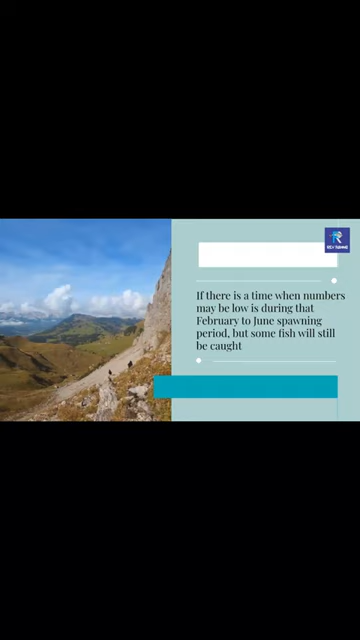 If there is a time when numbers
may be low is during that
February to June spawning
period, but some fish will still
be caught